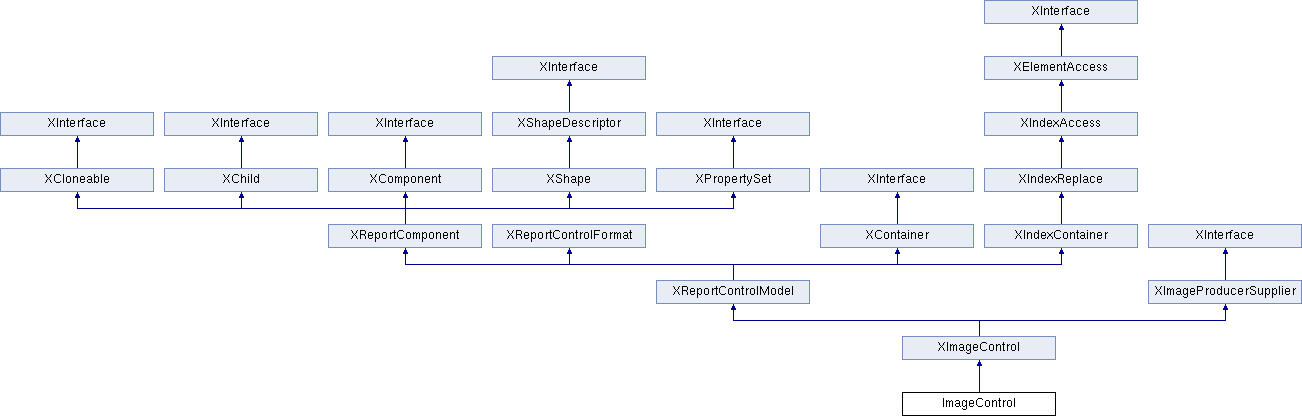 XInterface
XInterface XElementAccess
XInterface XInterface XInterface XShapeDescriptor XInterface XIndexAccess
XCloneable XChild XComponent XShape XPropertySet XInterface XIndexReplace
XReportComponent XReportControlFormat XContainer XIndexContainer XInterface
XReportControlModel XImageProducerSupplier
XImageControl
ImageControl